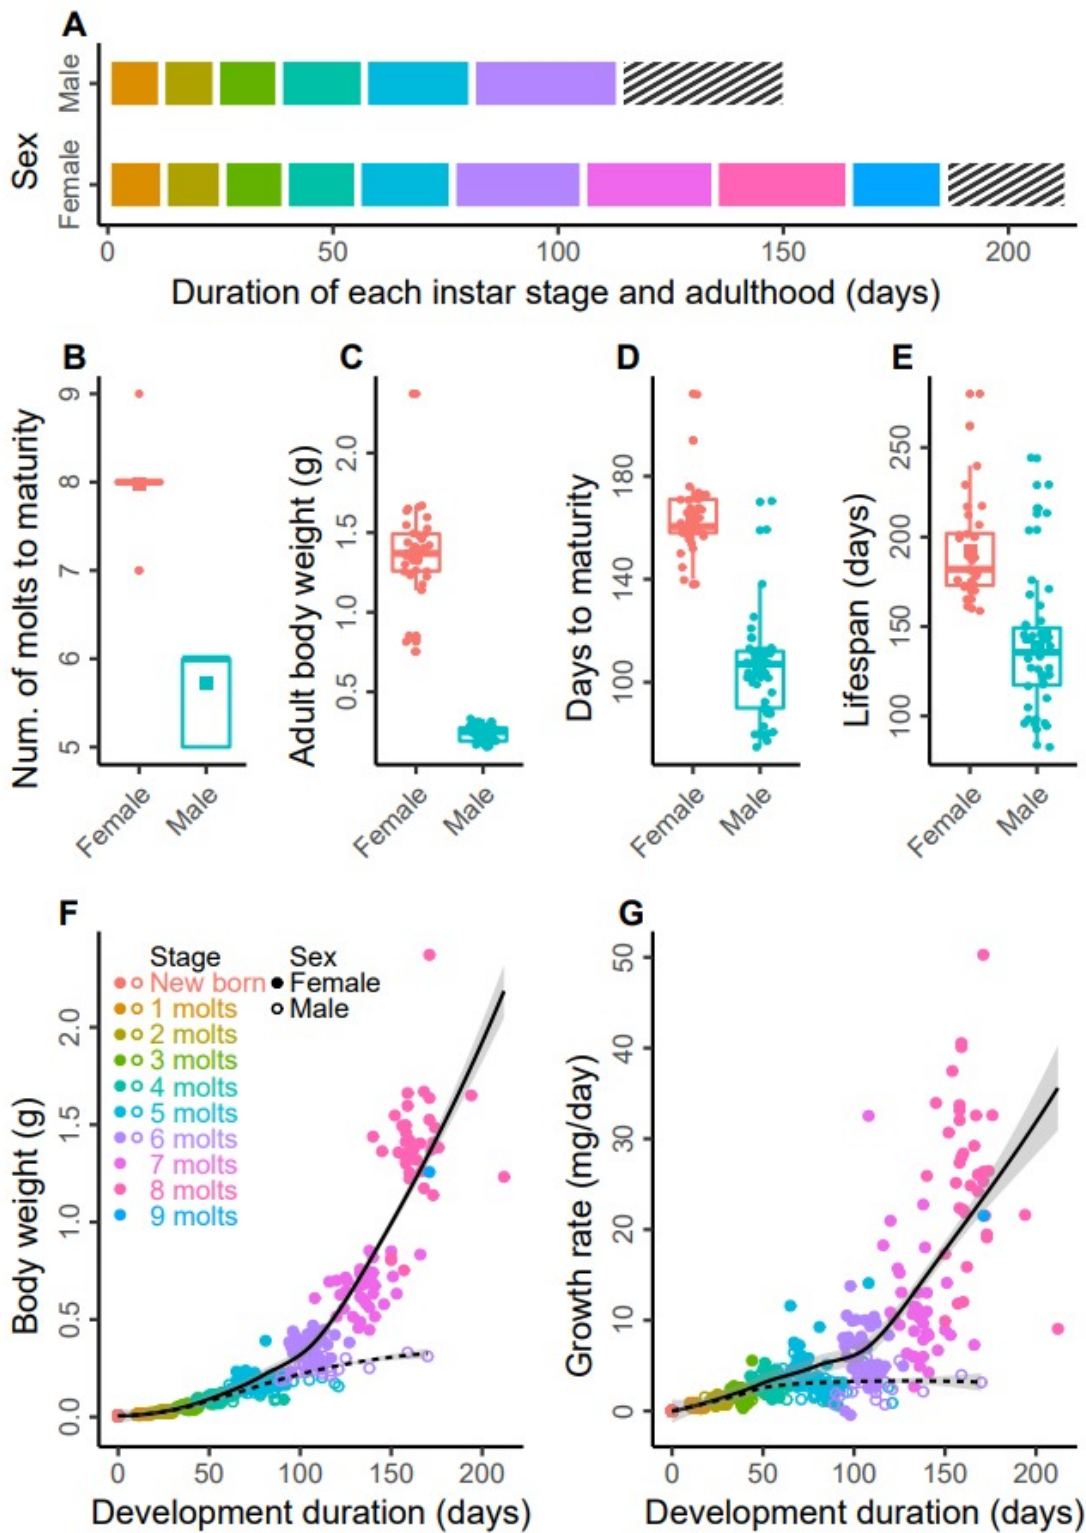 A
Male
Female
Sex
0 50 100 150 200
Duration of each instar stage and adulthood (days)
B
Num. of molts to maturity
9
8
7
6
5
Female
Male
C
Adult body weight (g)
2.0
1.5
1.0
0.5
Female
Male
D
Days to maturity
180
140
100
Female
Male
E
Lifespan (days)
250
200
150
100
Female
Male
F
Body weight (g)
2.0
1.5
1.0
0.5
0.0
Stage
New born
1 molts
2 molts
3 molts
4 molts
5 molts
6 molts
7 molts
8 molts
9 molts
Sex
Female
Male
0 50 100 150 200
Development duration (days)
G
Growth rate (mg/day)
50
40
30
20
10
0
0 50 100 150 200
Development duration (days)